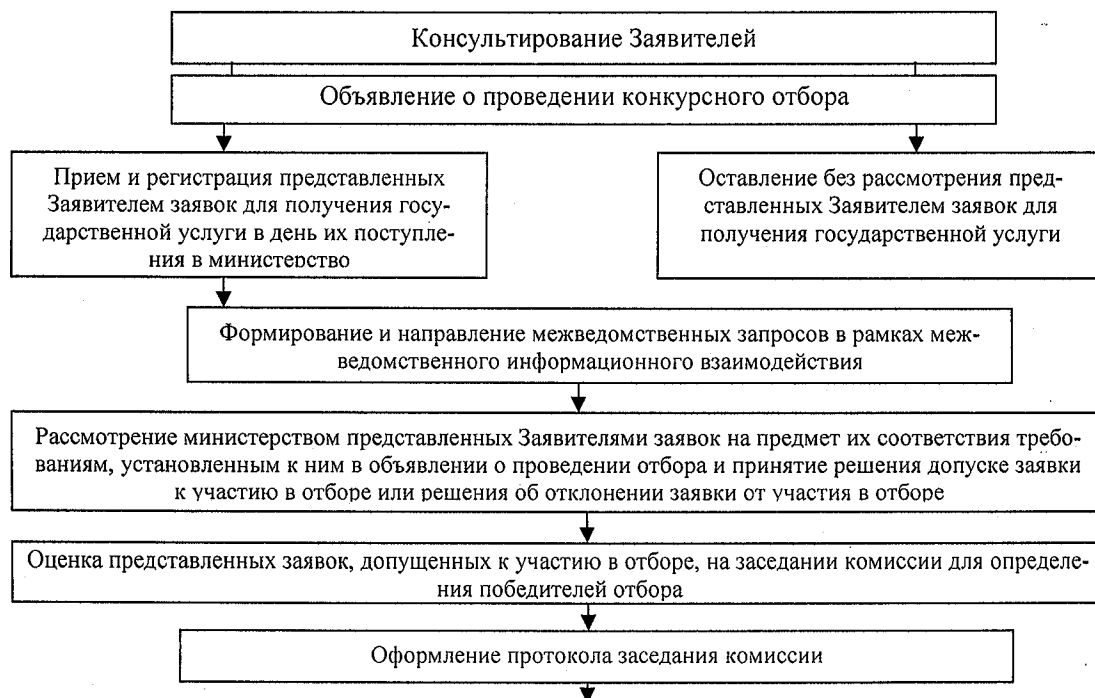 Консультирование Заявителей
Объявление о проведении конкурсного отбора
Прием и регистрация представленных
Заявителем заявок для получения госу-
дарственной услуги в день их поступле-
ния в министерство
Оставление без рассмотрения пред-
ставленных Заявителем заявок для
получения государственной услуги
Формирование и направление межведомственных запросов в рамках меж-
ведомственного информационного взаимодействия
Рассмотрение министерством представленных Заявителями заявок на предмет их соответствия требо-
ваниям, установленным к ним в объявлении о проведении отбора и принятие решения допуске заявки
к участию в отборе или решения об отклонении заявки от участия в отборе
Оценка представленных заявок, допущенных к участию в отборе, на заседании комиссии для определе-
ния победителей отбора
Оформление протокола заседания комиссии